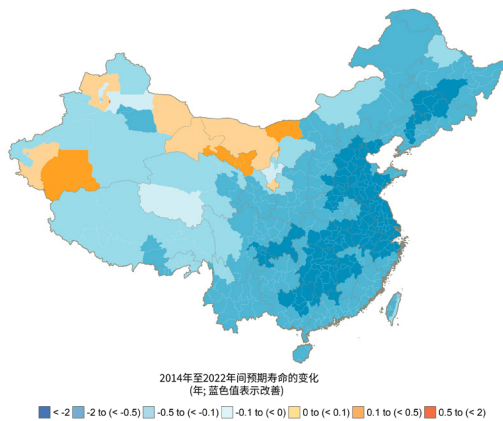 2014年至2022年间预期寿命的变化
(年; 蓝色值表示改善)
< -2 -2 to (< -0.5) -0.5 to (< -0.1) -0.1 to (< 0) 0 to (< 0.1) 0.1 to (< 0.5) 0.5 to (< 2)